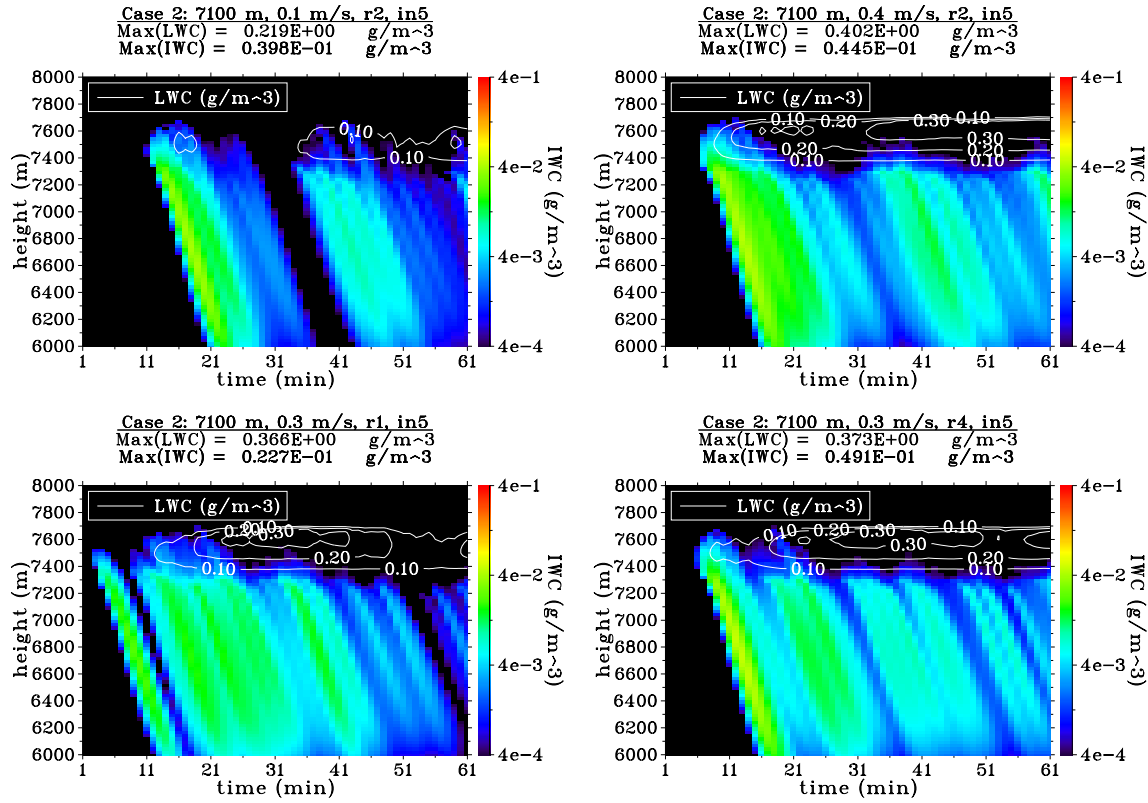 Case 2: 7100 m, 0.1 m/s, r2, in5
Max(LWC) = 0.219E+00 g/m^3
Max(IWC) = 0.398E-01 g/m^3
LWC (g/m^3)
8000
7800
7600
7400
7200
7000
6800
6600
6400
6200
6000
height (m)
1 11 21 31 41 51 61
time (min)
0.10
0.10
4e-1
4e-2
4e-3
4e-4
IWC (g/m^3)
Case 2: 7100 m, 0.4 m/s, r2, in5
Max(LWC) = 0.402E+00 g/m^3
Max(IWC) = 0.445E-01 g/m^3
LWC (g/m^3)
8000
7800
7600
7400
7200
7000
6800
6600
6400
6200
6000
height (m)
1 11 21 31 41 51 61
time (min)
0.10 0.20 0.30 0.10
0.30
0.20
0.20
0.10 0.10
4e-1
4e-2
4e-3
4e-4
IWC (g/m^3)
Case 2: 7100 m, 0.3 m/s, r1, in5
Max(LWC) = 0.366E+00 g/m^3
Max(IWC) = 0.227E-01 g/m^3
LWC (g/m^3)
8000
7800
7600
7400
7200
7000
6800
6600
6400
6200
6000
height (m)
1 11 21 31 41 51 61
time (min)
0.20 0.10
0.30
0.20
0.10 0.10
4e-1
4e-2
4e-3
4e-4
IWC (g/m^3)
Case 2: 7100 m, 0.3 m/s, r4, in5
Max(LWC) = 0.373E+00 g/m^3
Max(IWC) = 0.491E-01 g/m^3
LWC (g/m^3)
8000
7800
7600
7400
7200
7000
6800
6600
6400
6200
6000
height (m)
1 11 21 31 41 51 61
time (min)
0.10 0.20 0.30 0.10
0.30
0.20
0.10 0.10
4e-1
4e-2
4e-3
4e-4
IWC (g/m^3)